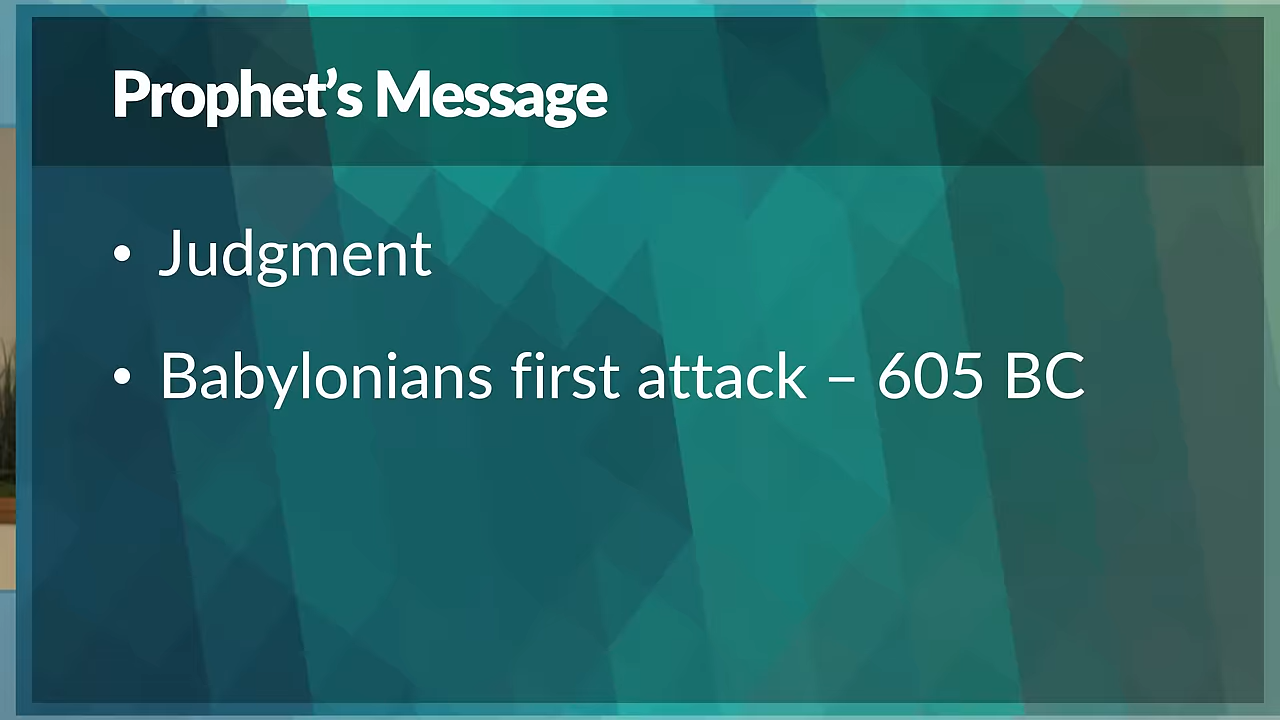 Prophet’s Message
• Judgment
• Babylonians first attack – 605 BC